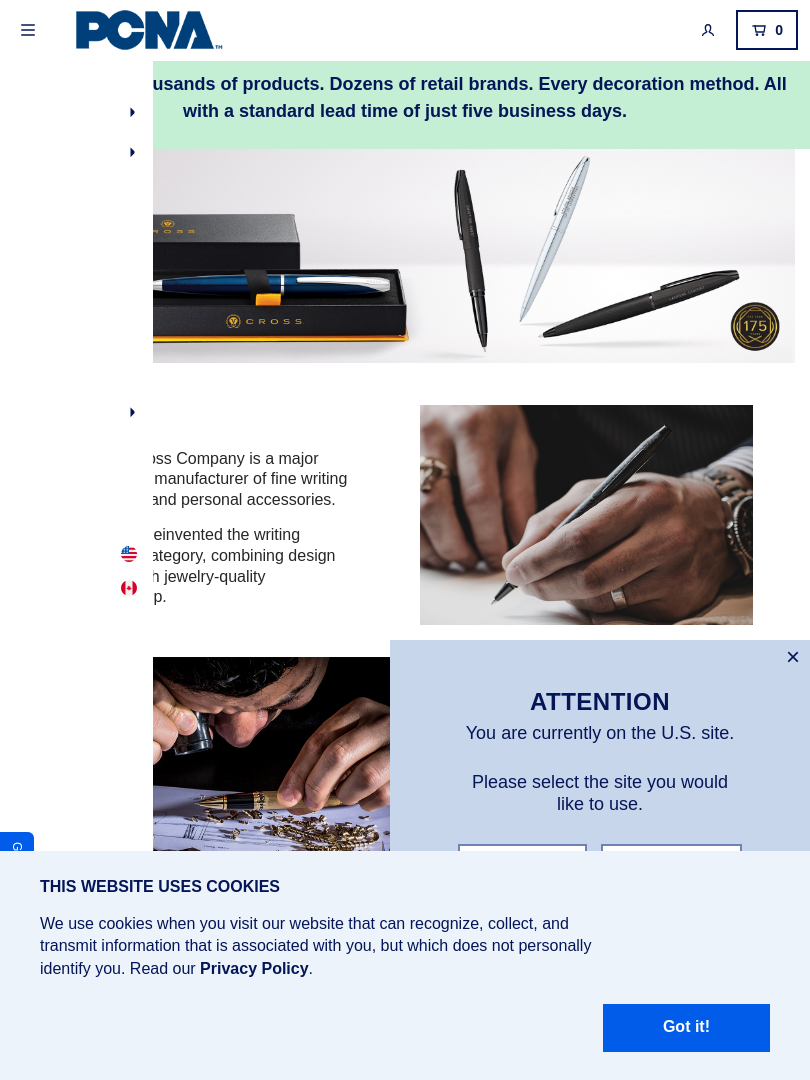 PCNA™
0
usands of products. Dozens of retail brands. Every decoration method. All
with a standard lead time of just five business days.
CROSS
175
oss Company is a major
manufacturer of fine writing
and personal accessories.
einvented the writing
ategory, combining design
h jewelry-quality
p.
ATTENTION
You are currently on the U.S. site.
Please select the site you would
like to use.
G
THIS WEBSITE USES COOKIES
We use cookies when you visit our website that can recognize, collect, and
transmit information that is associated with you, but which does not personally
identify you. Read our Privacy Policy.
Got it!